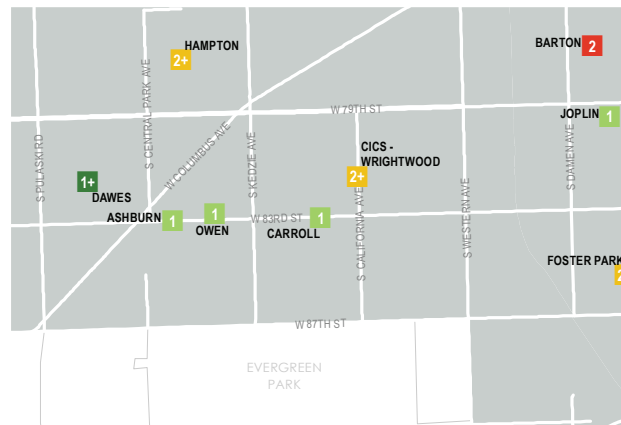 HAMPTON
2+
BARTON 2
W 79TH ST
JOPLIN 1
S PULASKI RD
S CENTRAL PARK AVE
W COLUMBUS AVE
S KEDZIE AVE
CICS -
WRIGHTWOOD
2+
S CALIFORNIA AVE
S WESTERN AVE
S DAMEN AVE
1+
DAWES
ASHBURN 1
1
OWEN
W 83RD ST
1
CARROLL
FOSTER PARK
2
W 87TH ST
EVERGREEN
PARK